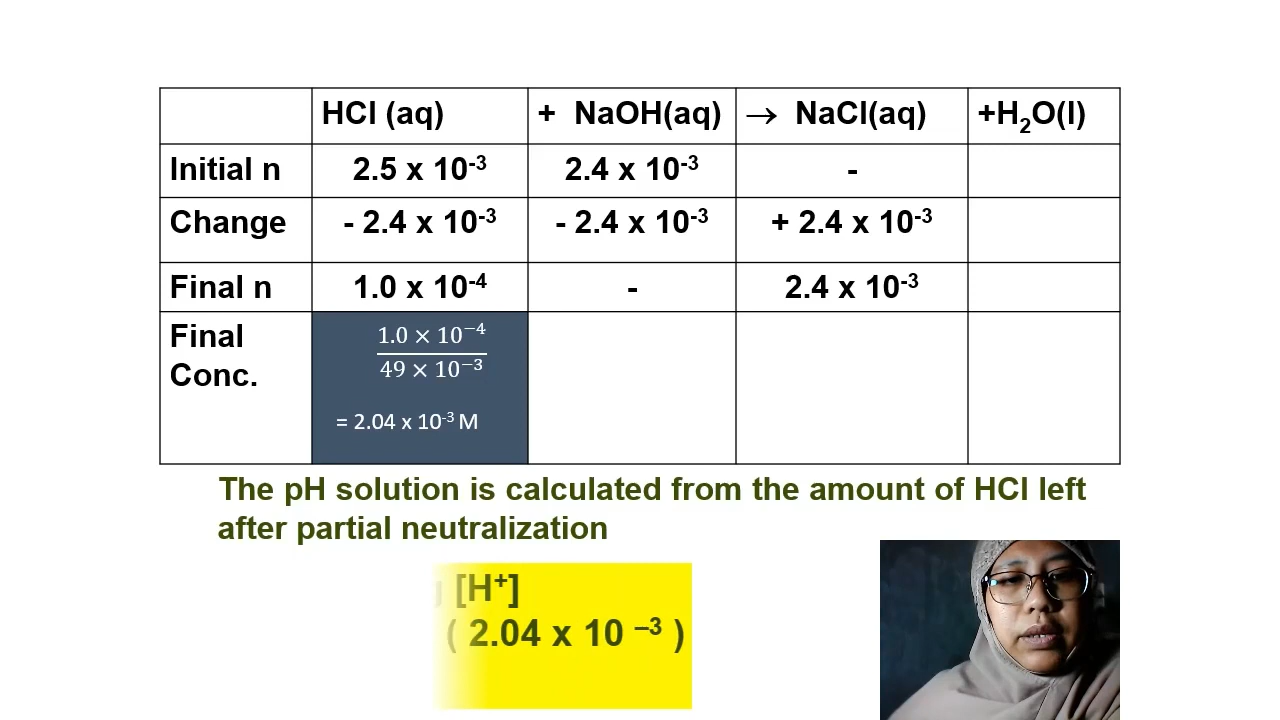 HCl (aq) + NaOH(aq) → NaCl(aq) +H₂O(l)
Initial n 2.5 x 10⁻³ 2.4 x 10⁻³ -
Change - 2.4 x 10⁻³ - 2.4 x 10⁻³ + 2.4 x 10⁻³
Final n 1.0 x 10⁻⁴ - 2.4 x 10⁻³
Final
Conc.
1.0 × 10⁻⁴
49 × 10⁻³
= 2.04 x 10⁻³ M
The pH solution is calculated from the amount of HCl left
after partial neutralization
[H⁺]
( 2.04 x 10 ⁻³ )